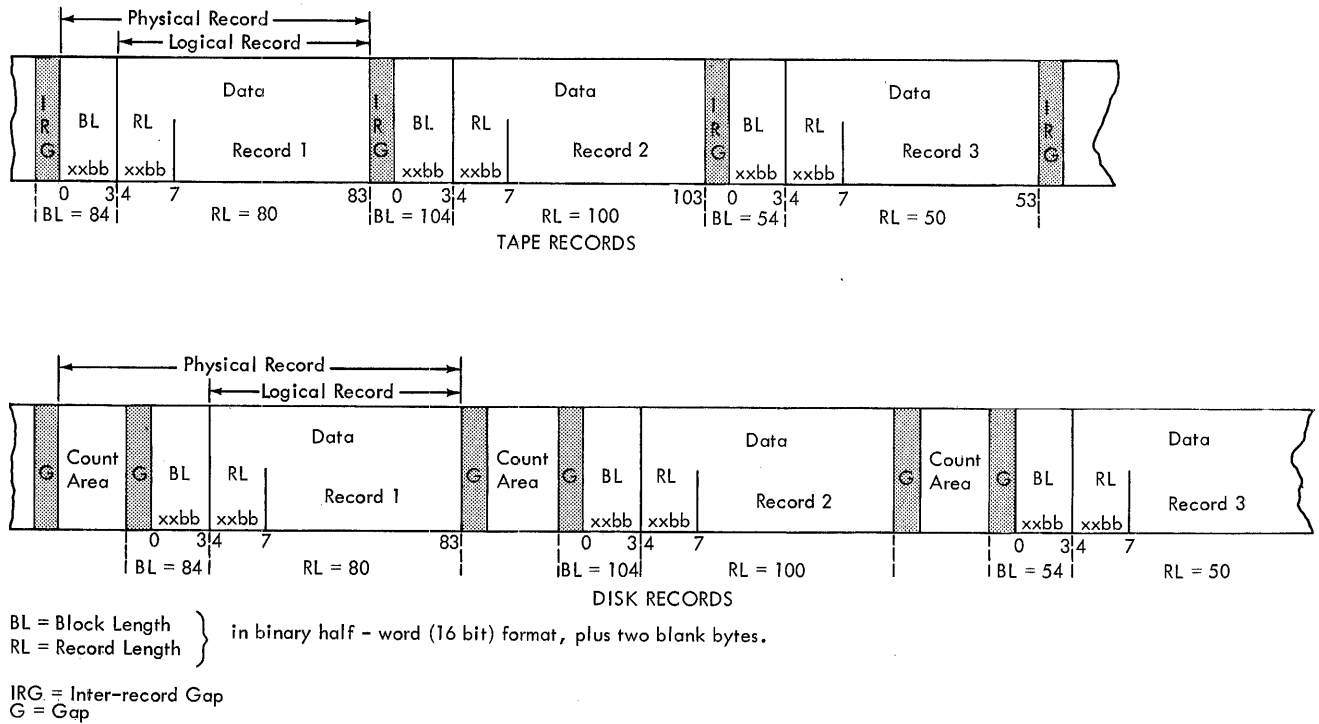 Physical Record
Logical Record
Data Data Data
I R G BL RL I R G BL RL I R G BL RL I R G
Record 1 Record 2 Record 3
xxbb xxbb xxbb xxbb xxbb xxbb
0 3 4 7 83 0 3 4 7 103 0 3 4 7 53
BL = 84 RL = 80 BL = 104 RL = 100 BL = 54 RL = 50
TAPE RECORDS
Physical Record
Logical Record
Data Data Data
G Count Area G BL RL G Count Area G BL RL G Count Area G BL RL
Record 1 Record 2 Record 3
xxbb xxbb xxbb xxbb xxbb xxbb
0 3 4 7 83 0 3 4 7 0 3 4 7
BL = 84 RL = 80 BL = 104 RL = 100 BL = 54 RL = 50
DISK RECORDS
BL = Block Length
RL = Record Length
in binary half - word (16 bit) format, plus two blank bytes.
IRG = Inter-record Gap
G = Gap